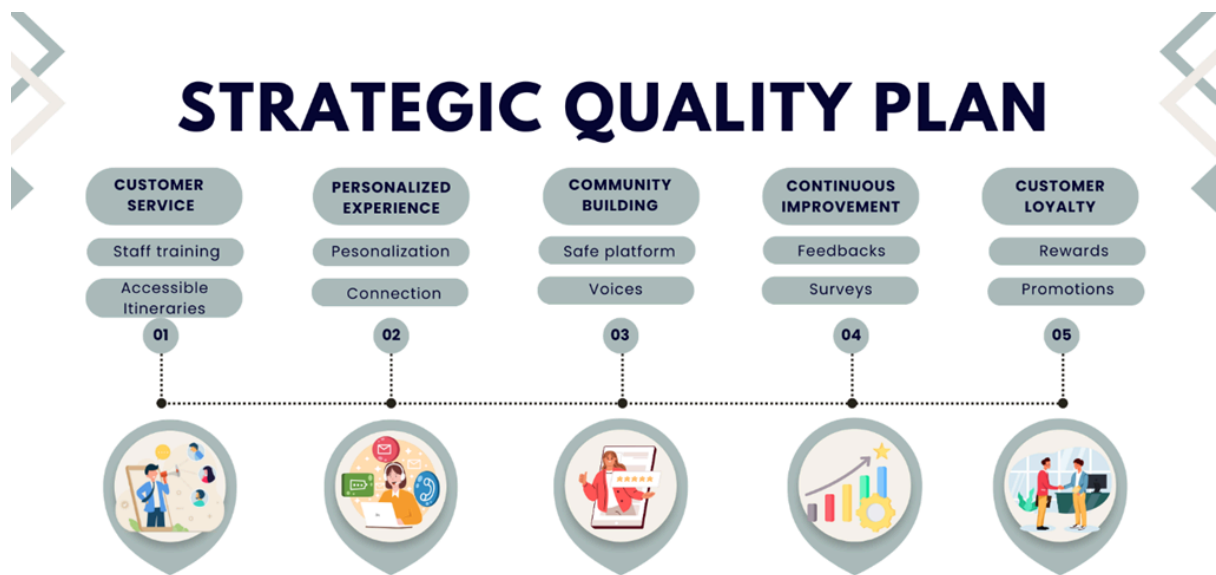 STRATEGIC QUALITY PLAN
CUSTOMER
SERVICE
Staff training
Accessible
Itineraries
01
PERSONALIZED
EXPERIENCE
Pesonalization
Connection
02
COMMUNITY
BUILDING
Safe platform
Voices
03
CONTINUOUS
IMPROVEMENT
Feedbacks
Surveys
04
CUSTOMER
LOYALTY
Rewards
Promotions
05